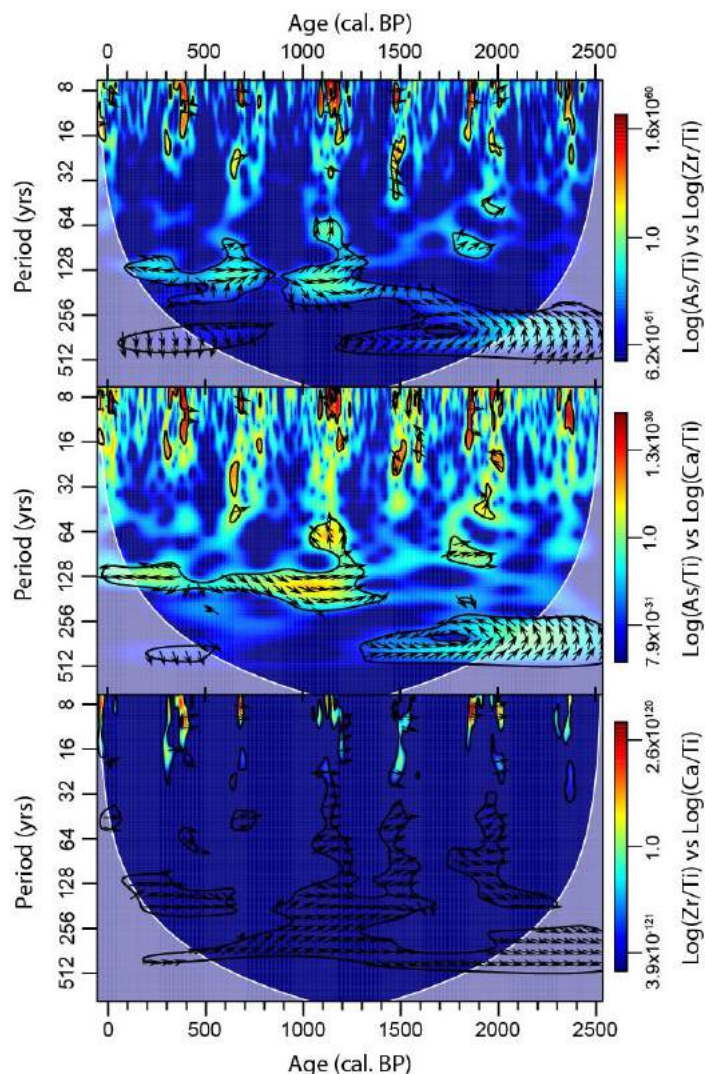 Age (cal. BP)
0 500 1000 1500 2000 2500
Period (yrs)
8
16
32
64
128
256
512
1.6x10⁶⁰
1.0
6.2x10⁻⁶¹
Log(As/Ti) vs Log(Zr/Ti)
Period (yrs)
8
16
32
64
128
256
512
1.3x10³⁰
1.0
7.9x10⁻³¹
Log(As/Ti) vs Log(Ca/Ti)
Period (yrs)
8
16
32
64
128
256
512
2.6x10¹²⁰
1.0
3.9x10⁻¹²¹
Log(Zr/Ti) vs Log(Ca/Ti)
0 500 1000 1500 2000 2500
Age (cal. BP)